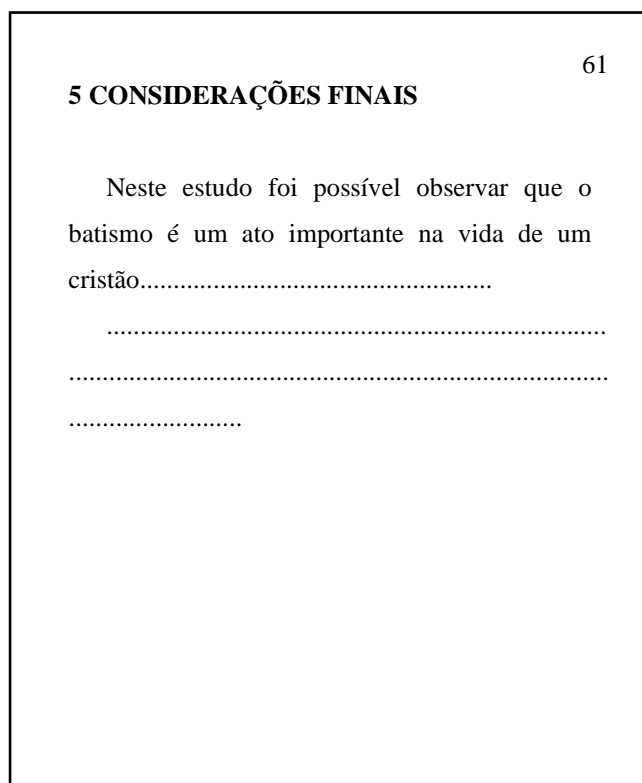 61
5 CONSIDERAÇÕES FINAIS
Neste estudo foi possível observar que o
batismo é um ato importante na vida de um
cristão.....................................................
...........................................................................
.................................................................................
..........................